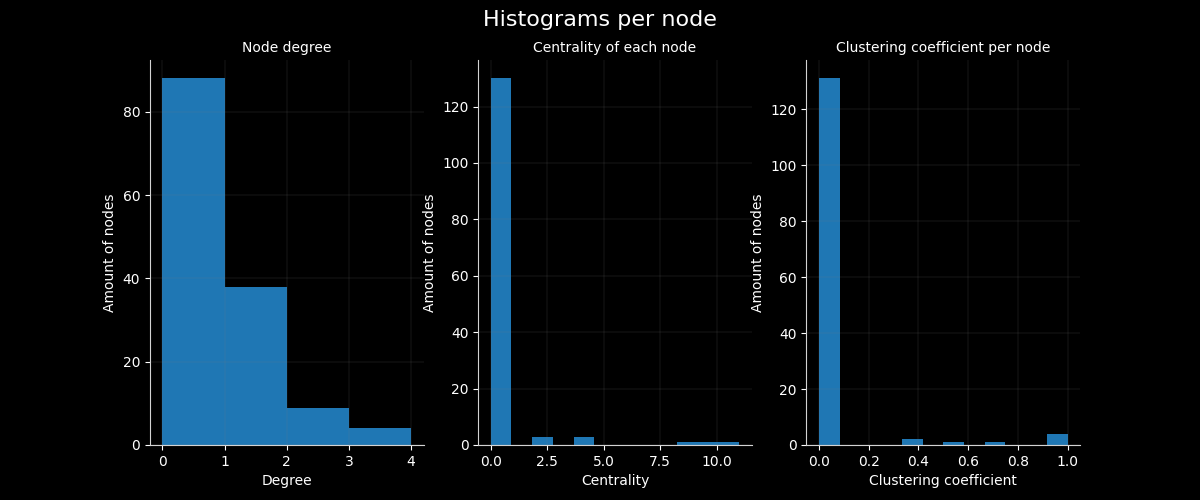 Histograms per node
Node degree
Amount of nodes
80
60
40
20
0
0 1 2 3 4
Degree
Centrality of each node
Amount of nodes
120
100
80
60
40
20
0
0.0 2.5 5.0 7.5 10.0
Centrality
Clustering coefficient per node
Amount of nodes
120
100
80
60
40
20
0
0.0 0.2 0.4 0.6 0.8 1.0
Clustering coefficient